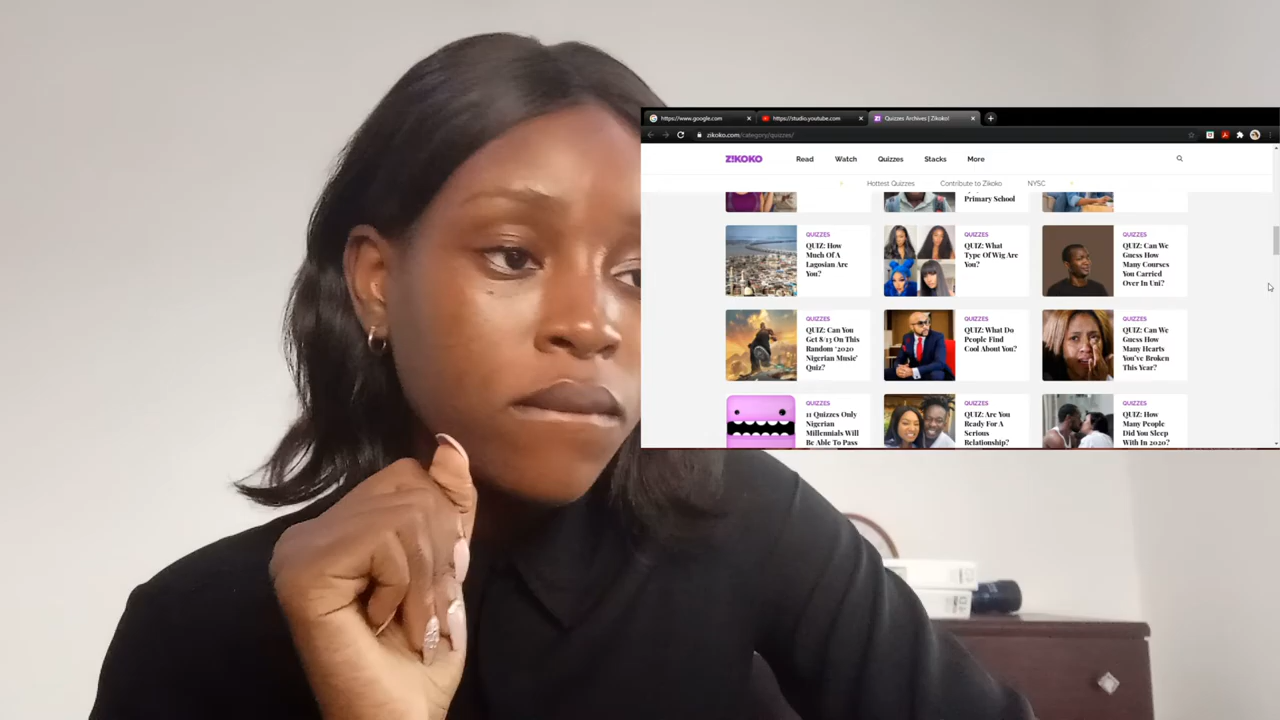 https://www.google.com
https://studio.youtube.com
Quizzes Archives | Zikoko!
zikoko.com/category/quizzes/
Z!KOKO
Read
Watch
Quizzes
Stacks
More
Hottest Quizzes
Contribute to Zikoko
NYSC
Primary School
QUIZZES
QUIZ: How
Much Of A
Lagosian Are
You?
QUIZZES
QUIZ: What
Type Of Wig Are
You?
QUIZZES
QUIZ: Can We
Guess How
Many Courses
You Carried
Over In Uni?
QUIZZES
QUIZ: Can You
Get 8/13 On This
Random ‘2020
Nigerian Music’
Quiz?
QUIZZES
QUIZ: What Do
People Find
Cool About You?
QUIZZES
QUIZ: Can We
Guess How
Many Hearts
You’ve Broken
This Year?
QUIZZES
11 Quizzes Only
Nigerian
Millennials Will
Be Able To Pass
QUIZZES
QUIZ: Are You
Ready For A
Serious
Relationship?
QUIZZES
QUIZ: How
Many People
Did You Sleep
With In 2020?